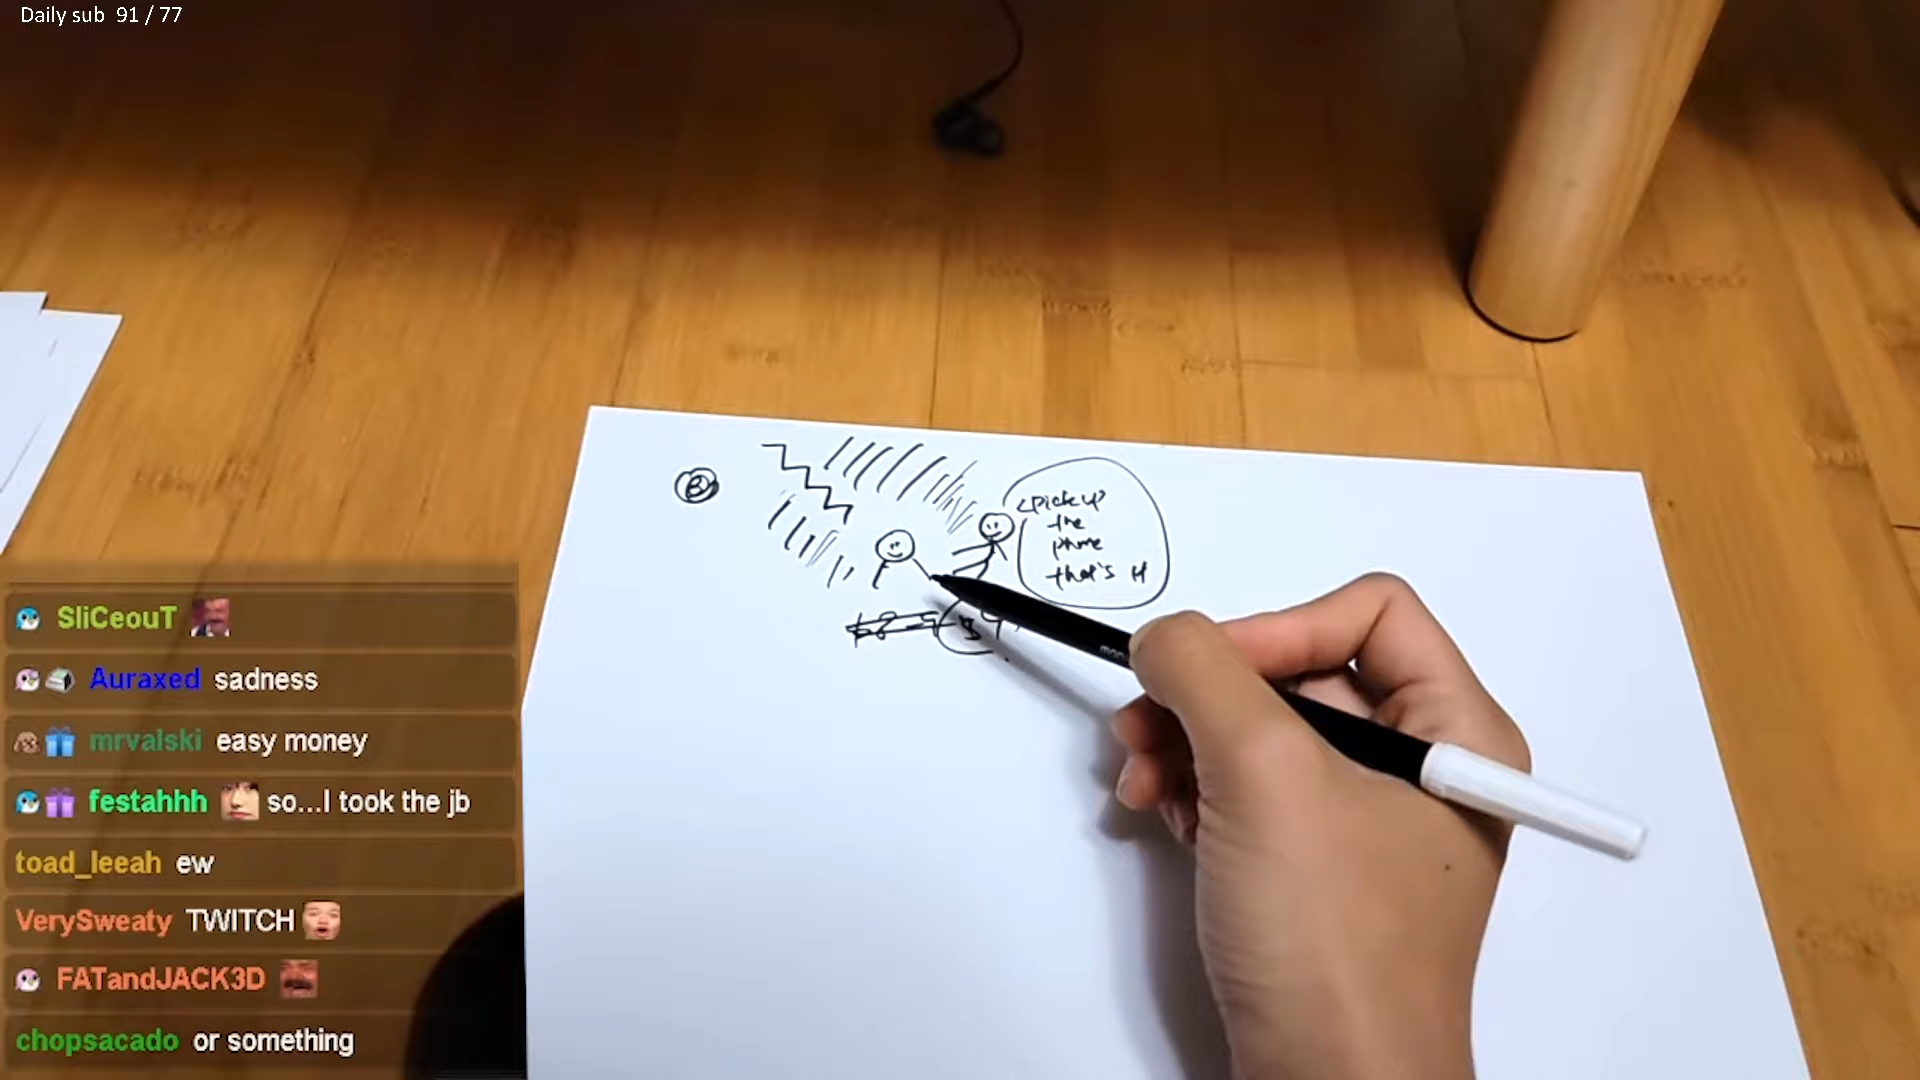 Daily sub 91 / 77
B
pick up
the
phone
that's it
SliCeouT
Auraxed sadness
mrvalski easy money
festahhh so...I took the jb
toad_leeah ew
VerySweaty TWITCH
FATandJACK3D
chopsacado or something